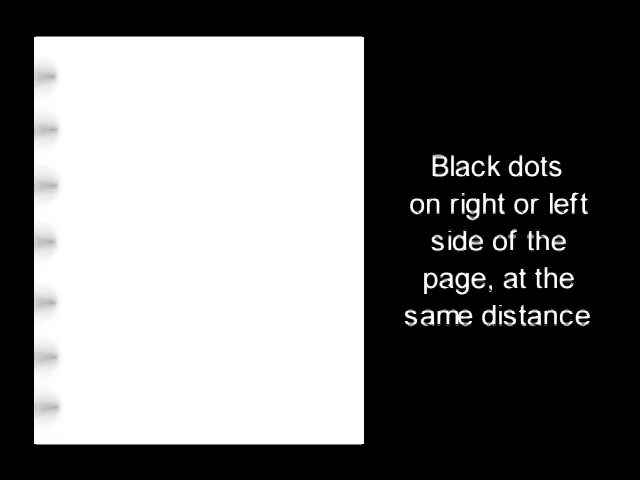 Black dots
on right or left
side of the
page, at the
same distance